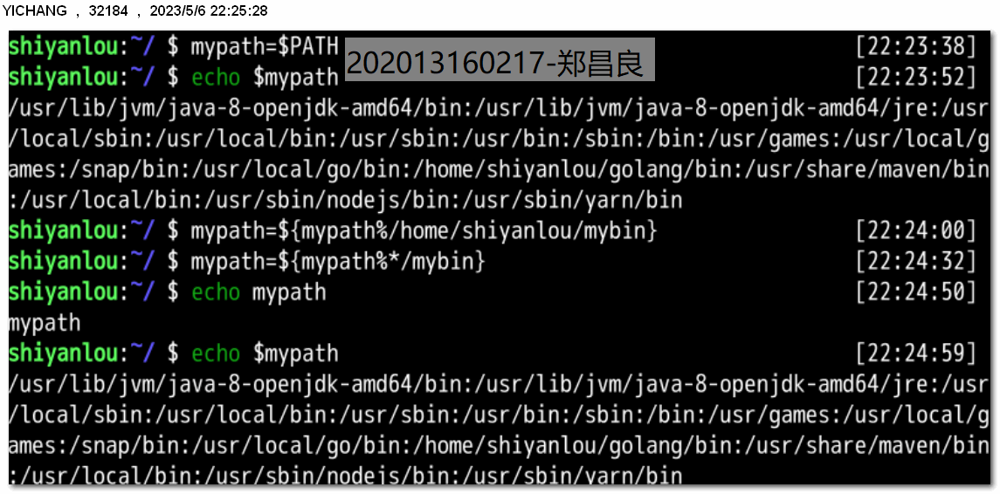 YICHANG , 32184 , 2023/5/6 22:25:28
shiyanlou:~/ $ mypath=$PATH [22:23:38]
202013160217-郑昌良
shiyanlou:~/ $ echo $mypath [22:23:52]
/usr/lib/jvm/java-8-openjdk-amd64/bin:/usr/lib/jvm/java-8-openjdk-amd64/jre:/usr
/local/sbin:/usr/local/bin:/usr/sbin:/usr/bin:/sbin:/bin:/usr/games:/usr/local/g
ames:/snap/bin:/usr/local/go/bin:/home/shiyanlou/golang/bin:/usr/share/maven/bin
:/usr/local/bin:/usr/sbin/nodejs/bin:/usr/sbin/yarn/bin
shiyanlou:~/ $ mypath=${mypath%/home/shiyanlou/mybin} [22:24:00]
shiyanlou:~/ $ mypath=${mypath%*/mybin} [22:24:32]
shiyanlou:~/ $ echo mypath [22:24:50]
mypath
shiyanlou:~/ $ echo $mypath [22:24:59]
/usr/lib/jvm/java-8-openjdk-amd64/bin:/usr/lib/jvm/java-8-openjdk-amd64/jre:/usr
/local/sbin:/usr/local/bin:/usr/sbin:/usr/bin:/sbin:/bin:/usr/games:/usr/local/g
ames:/snap/bin:/usr/local/go/bin:/home/shiyanlou/golang/bin:/usr/share/maven/bin
:/usr/local/bin:/usr/sbin/nodejs/bin:/usr/sbin/yarn/bin